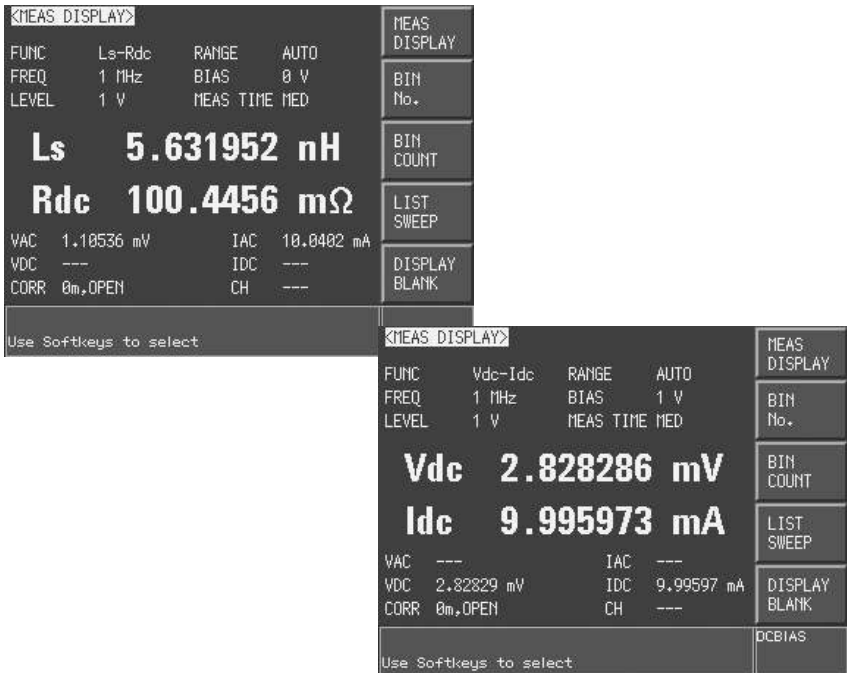 <MEAS DISPLAY>
FUNC Ls-Rdc RANGE AUTO
FREQ 1 MHz BIAS 0 V
LEVEL 1 V MEAS TIME MED
Ls 5.631952 nH
Rdc 100.4456 mΩ
VAC 1.10536 mV IAC 10.0402 mA
VDC --- IDC ---
CORR 0m,OPEN CH ---
Use Softkeys to select
MEAS
DISPLAY
BIN
No.
BIN
COUNT
LIST
SWEEP
DISPLAY
BLANK
<MEAS DISPLAY>
FUNC Vdc-Idc RANGE AUTO
FREQ 1 MHz BIAS 1 V
LEVEL 1 V MEAS TIME MED
Vdc 2.828286 mV
Idc 9.995973 mA
VAC --- IAC ---
VDC 2.82829 mV IDC 9.99597 mA
CORR 0m,OPEN CH ---
Use Softkeys to select
MEAS
DISPLAY
BIN
No.
BIN
COUNT
LIST
SWEEP
DISPLAY
BLANK
DCBIAS